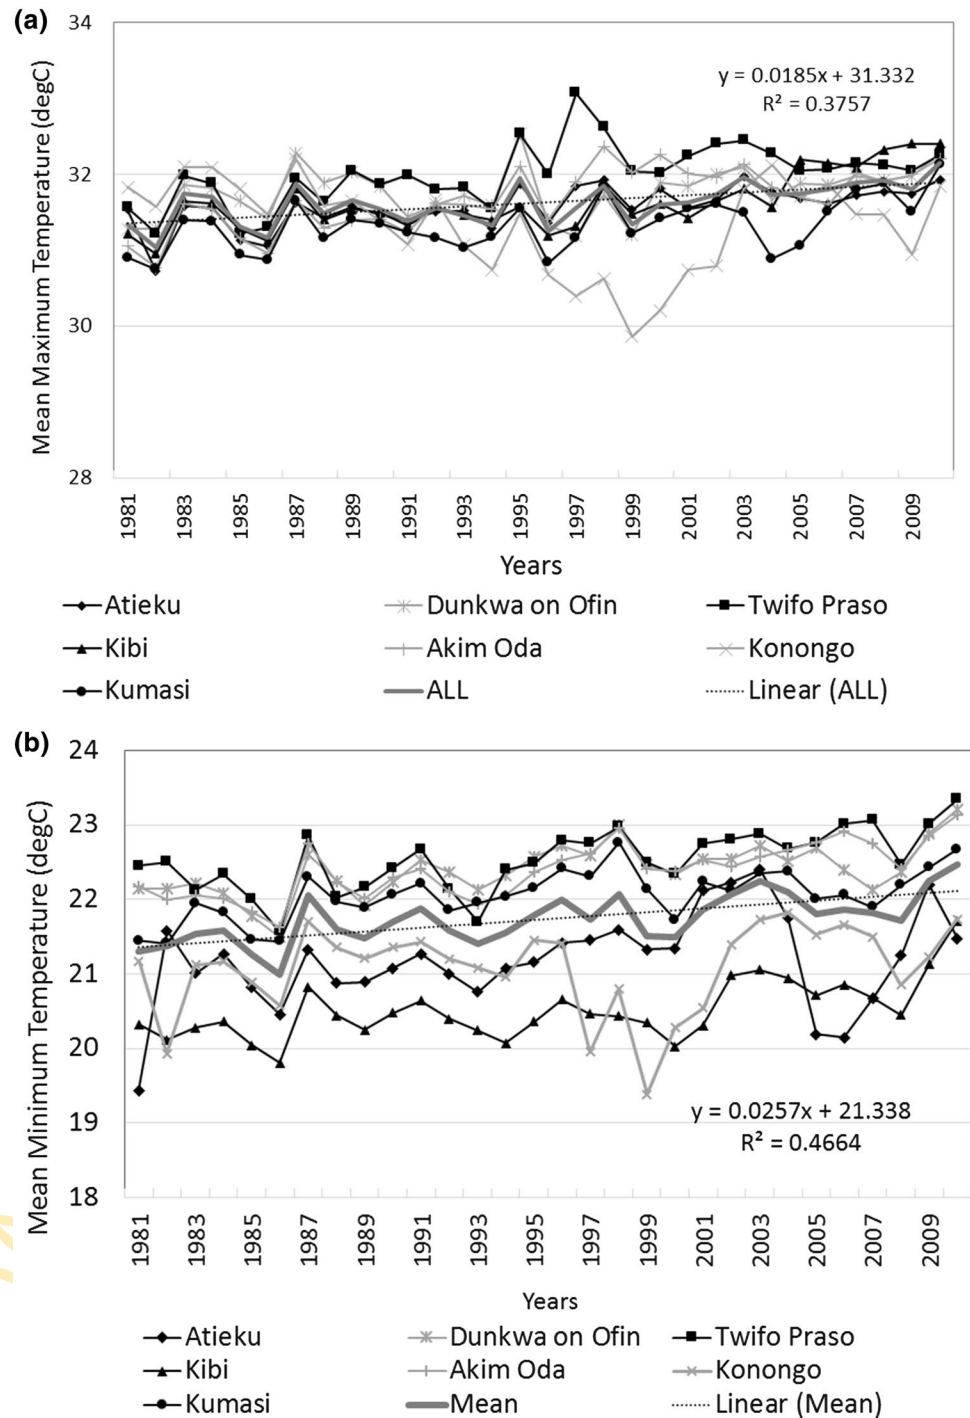 (a)
34
32
30
28
Mean Maximum Temperature (degC)
y = 0.0185x + 31.332
R² = 0.3757
1981 1983 1985 1987 1989 1991 1993 1995 1997 1999 2001 2003 2005 2007 2009
Years
Atieku Dunkwa on Ofin Twifo Praso
Kibi Akim Oda Konongo
Kumasi ALL Linear (ALL)
(b)
24
23
22
21
20
19
18
Mean Minimum Temperature (degC)
y = 0.0257x + 21.338
R² = 0.4664
1981 1983 1985 1987 1989 1991 1993 1995 1997 1999 2001 2003 2005 2007 2009
Years
Atieku Dunkwa on Ofin Twifo Praso
Kibi Akim Oda Konongo
Kumasi Mean Linear (Mean)